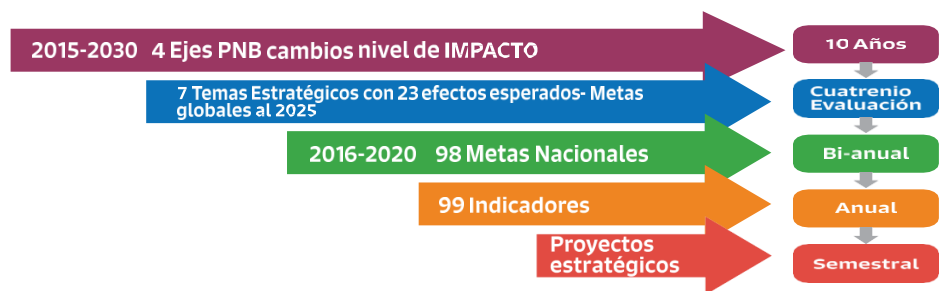 2015-2030 4 Ejes PNB cambios nivel de IMPACTO
10 Años
7 Temas Estratégicos con 23 efectos esperados- Metas
globales al 2025
Cuatrenio
Evaluación
2016-2020 98 Metas Nacionales
Bi-anual
99 Indicadores
Anual
Proyectos
estratégicos
Semestral